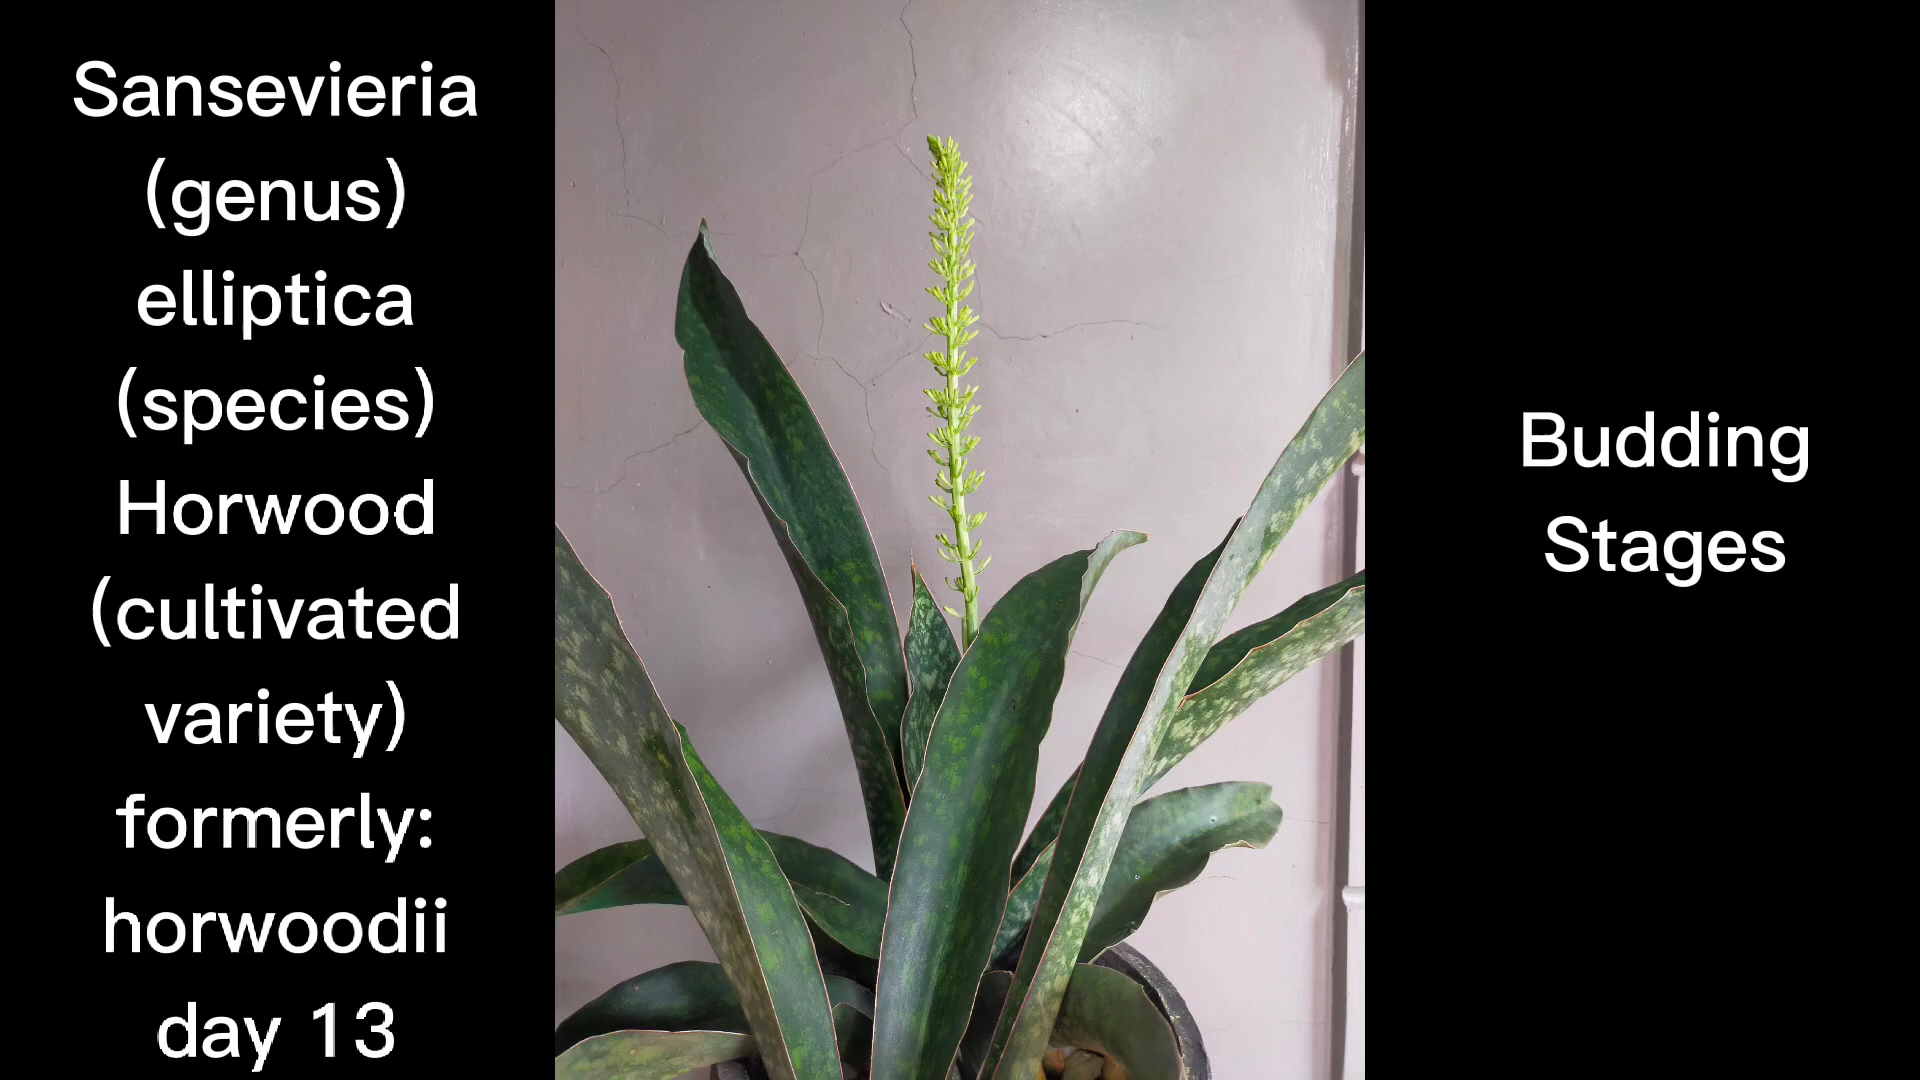 Sansevieria
(genus)
elliptica
(species)
Horwood
(cultivated
variety)
formerly:
horwoodii
day 13
Budding
Stages